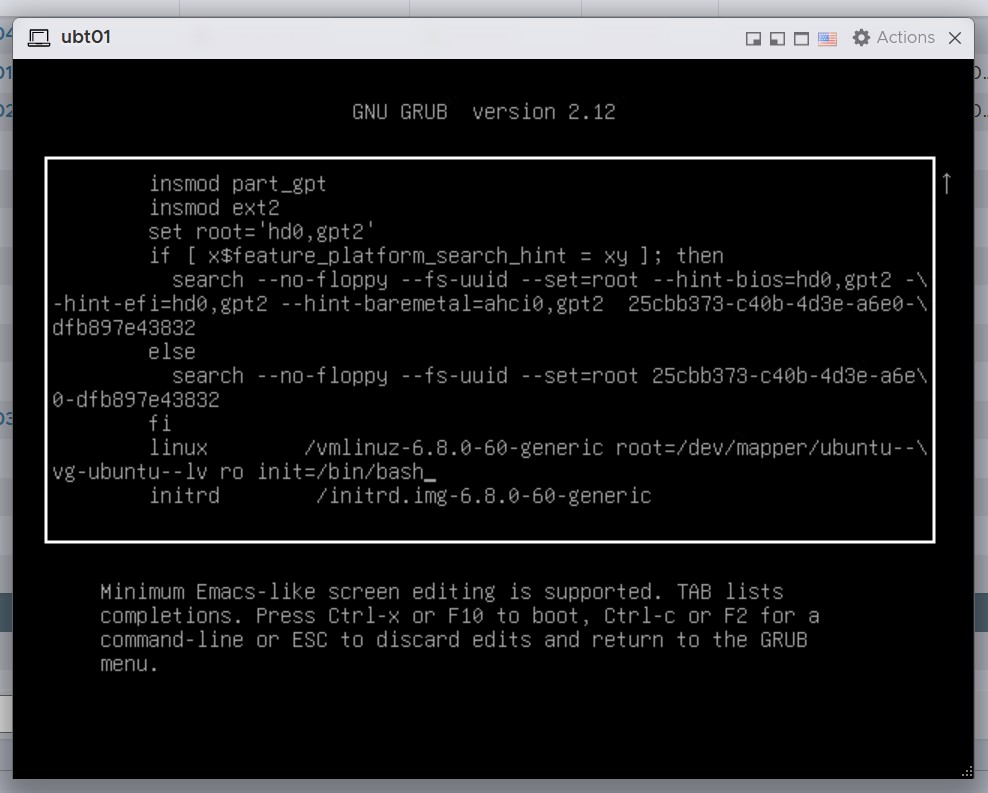 ubt01
Actions
GNU GRUB  version 2.12
insmod part_gpt
insmod ext2
set root='hd0,gpt2'
if [ x$feature_platform_search_hint = xy ]; then
search --no-floppy --fs-uuid --set=root --hint-bios=hd0,gpt2 -\
-hint-efi=hd0,gpt2 --hint-baremetal=ahci0,gpt2  25cbb373-c40b-4d3e-a6e0-\
dfb897e43832
else
search --no-floppy --fs-uuid --set=root 25cbb373-c40b-4d3e-a6e\
0-dfb897e43832
fi
linux        /vmlinuz-6.8.0-60-generic root=/dev/mapper/ubuntu--\
vg-ubuntu--lv ro init=/bin/bash_
initrd        /initrd.img-6.8.0-60-generic
Minimum Emacs-like screen editing is supported. TAB lists
completions. Press Ctrl-x or F10 to boot, Ctrl-c or F2 for a
command-line or ESC to discard edits and return to the GRUB
menu.